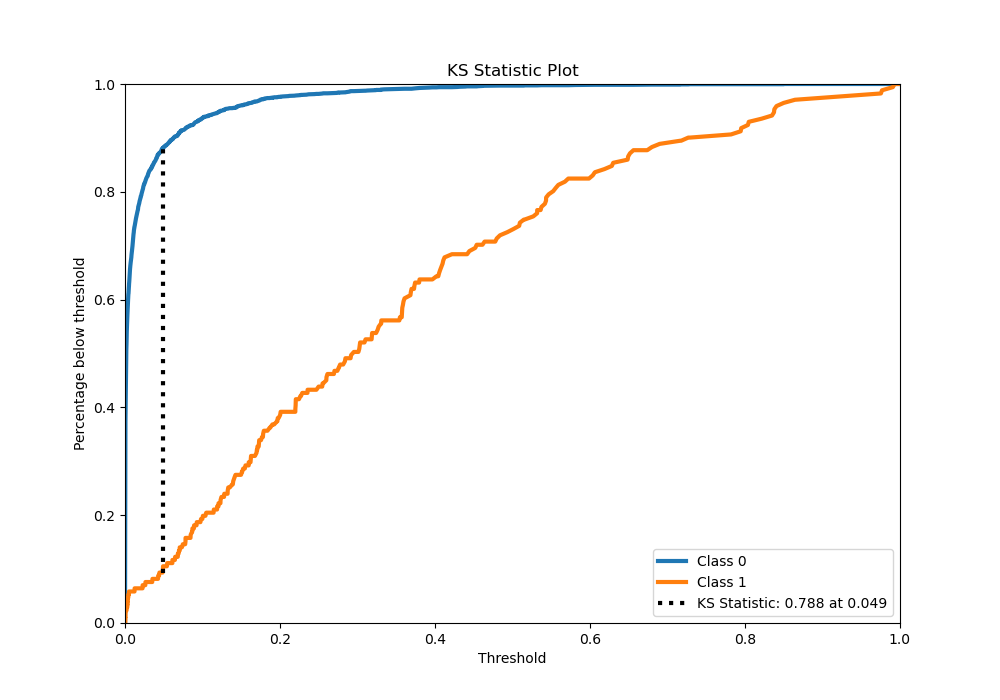 KS Statistic Plot
Percentage below threshold
1.0
0.8
0.6
0.4
0.2
0.0
0.0 0.2 0.4 0.6 0.8 1.0
Threshold
Class 0
Class 1
KS Statistic: 0.788 at 0.049